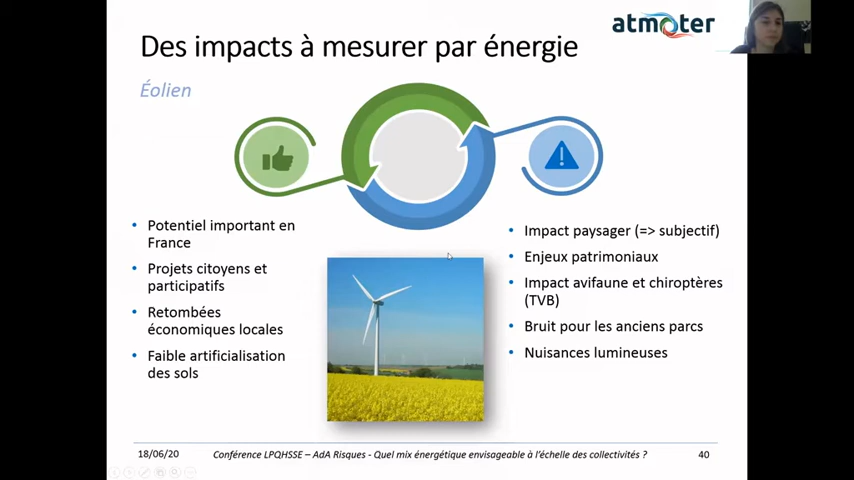 atmoter
Des impacts à mesurer par énergie
Éolien
• Potentiel important en
France
• Projets citoyens et
participatifs
• Retombées
économiques locales
• Faible artificialisation
des sols
• Impact paysager (=> subjectif)
• Enjeux patrimoniaux
• Impact avifaune et chiroptères
(TVB)
• Bruit pour les anciens parcs
• Nuisances lumineuses
18/06/20
Conférence LPQHSSE – AdA Risques - Quel mix énergétique envisageable à l'échelle des collectivités ?
40